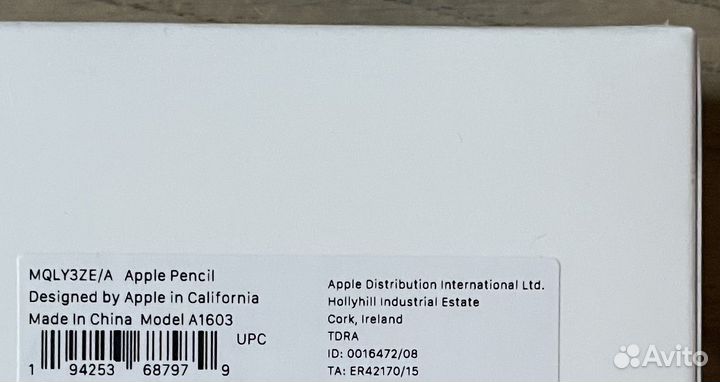 MQLY3ZE/A Apple Pencil
Designed by Apple in California
Made In China Model A1603
UPC
1 94253 68797 9
Apple Distribution International Ltd.
Hollyhill Industrial Estate
Cork, Ireland
TDRA
ID: 0016472/08
TA: ER42170/15
Avito